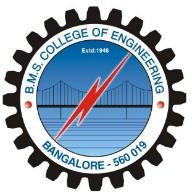 B.M.S. COLLEGE OF ENGINEERING
Estd:1946
BANGALORE - 560 019